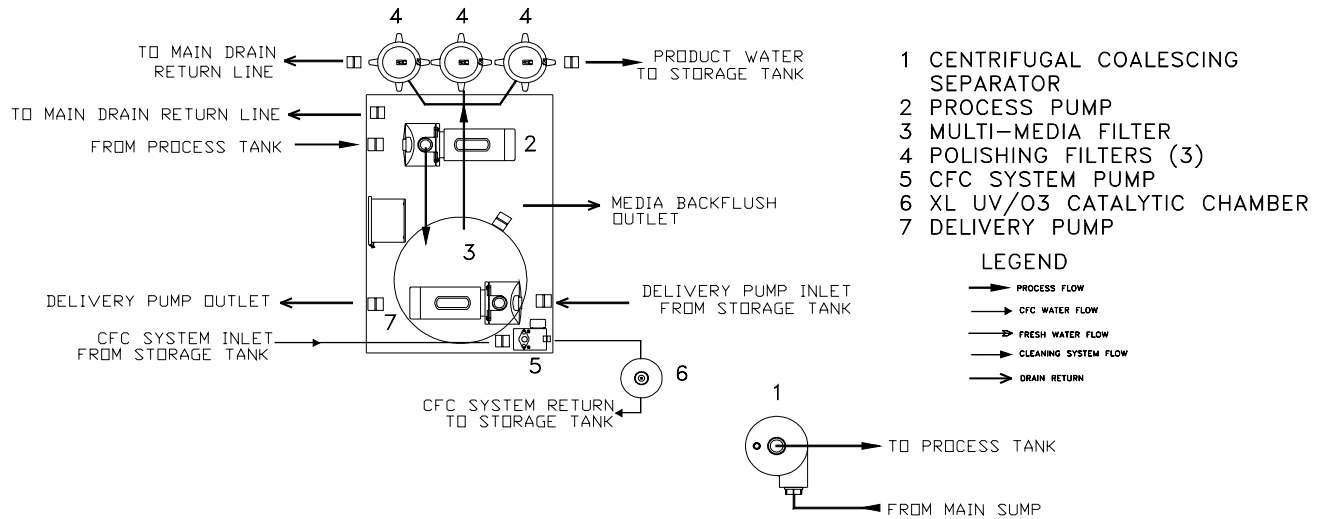 4 4 4
TO MAIN DRAIN
RETURN LINE
PRODUCT WATER
TO STORAGE TANK
TO MAIN DRAIN RETURN LINE
FROM PROCESS TANK
2
MEDIA BACKFLUSH
OUTLET
3
DELIVERY PUMP OUTLET
7
DELIVERY PUMP INLET
FROM STORAGE TANK
CFC SYSTEM INLET
FROM STORAGE TANK
5
6
CFC SYSTEM RETURN
TO STORAGE TANK
1
TO PROCESS TANK
FROM MAIN SUMP
1 CENTRIFUGAL COALESCING
SEPARATOR
2 PROCESS PUMP
3 MULTI-MEDIA FILTER
4 POLISHING FILTERS (3)
5 CFC SYSTEM PUMP
6 XL UV/O3 CATALYTIC CHAMBER
7 DELIVERY PUMP
LEGEND
PROCESS FLOW
CFC WATER FLOW
FRESH WATER FLOW
CLEANING SYSTEM FLOW
DRAIN RETURN